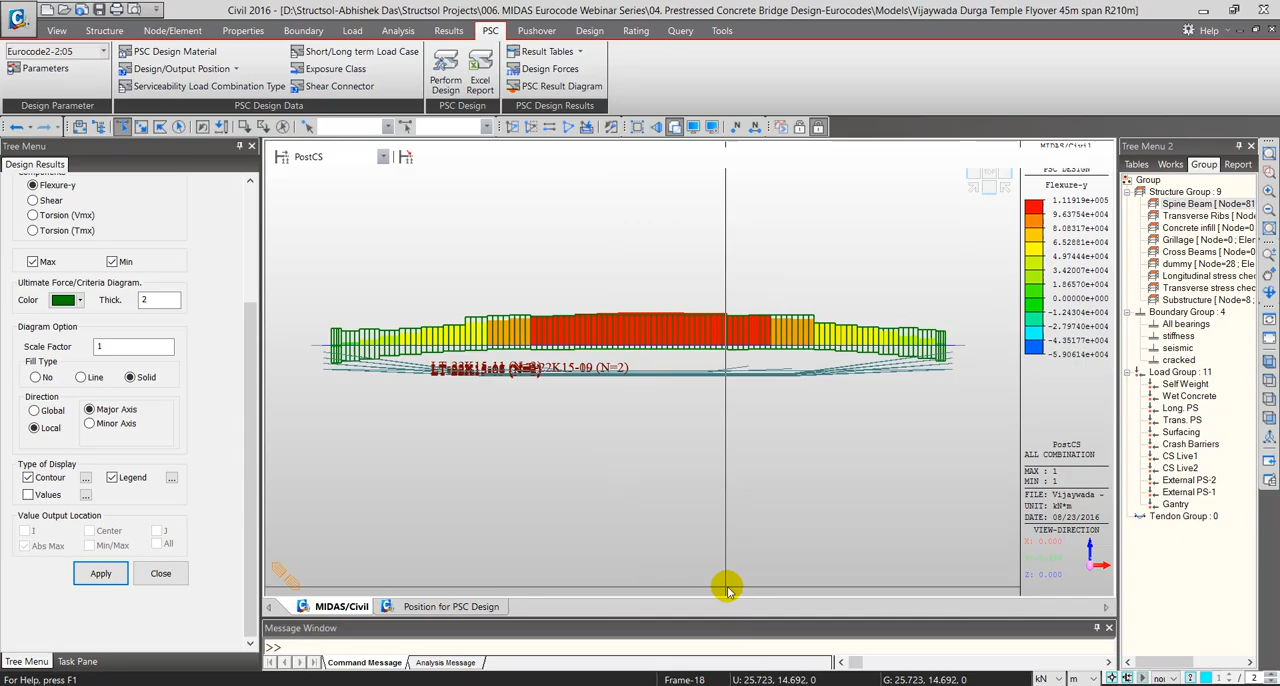 Civil 2016 - [D:\Structsol-Abhishek Das\Structsol Projects\006. MIDAS Eurocode Webinar Series\04. Prestressed Concrete Bridge Design-Eurocodes\Models\Vijaywada Durga Temple Flyover 45m span R210m]
View Structure Node/Element Properties Boundary Load Analysis Results PSC Pushover Design Rating Query Tools Help
Eurocode2-2:05
Parameters
Design Parameter
PSC Design Material
Design/Output Position
Serviceability Load Combination Type
Short/Long term Load Case
Exposure Class
Shear Connector
PSC Design Data
Perform Design
Excel Report
PSC Design
Result Tables
Design Forces
PSC Result Diagram
PSC Design Results
Tree Menu
Design Results
Flexure-y
Shear
Torsion (Vmx)
Torsion (Tmx)
Max Min
Ultimate Force/Criteria Diagram.
Color Thick. 2
Diagram Option
Scale Factor 1
Fill Type
No Line Solid
Direction
Global Major Axis
Local Minor Axis
Type of Display
Contour ... Legend ...
Values ...
Value Output Location
I Center J
Abs Max Min/Max All
Apply Close
Tree Menu Task Pane
For Help, press F1
PostCS
MIDAS/Civil
PSC DESIGN
Flexure-y
1.11919e+005
9.63754e+004
8.08317e+004
6.52881e+004
4.97444e+004
3.42007e+004
1.86570e+004
0.00000e+000
-1.24303e+004
-2.79740e+004
-4.35177e+004
-5.90614e+004
PostCS
ALL COMBINATION
MAX : 1
MIN : 1
FILE: Vijaywada ~
UNIT: kN*m
DATE: 08/23/2016
VIEW-DIRECTION
X: 0.000
Z: 0.000
MIDAS/Civil Position for PSC Design
Message Window
>>
Command Message Analysis Message
Frame-18 U: 25.723, 14.692, 0 G: 25.723, 14.692, 0 kN m
Tree Menu 2
Tables Works Group Report
Group
Structure Group : 9
Spine Beam [ Node=81
Transverse Ribs [ Node=
Concrete infill [ Node=0
Grillage [ Node=0 ; Eler
Cross Beams [ Node=0
dummy [ Node=28 ; Eler
Longitudinal stress chec
Transverse stress check
Substructure [ Node=8 ;
Boundary Group : 4
All bearings
stiffness
seismic
cracked
Load Group : 11
Self Weight
Wet Concrete
Long. PS
Trans. PS
Surfacing
Crash Barriers
CS Live1
CS Live2
External PS-2
External PS-1
Gantry
Tendon Group : 0